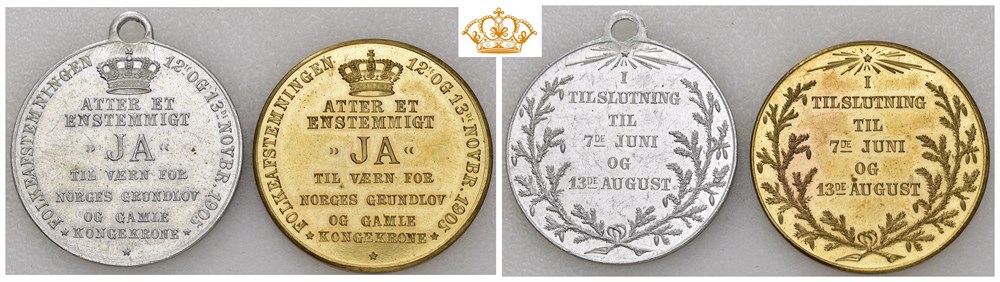 FOLKEAFSTEMNINGEN 12TE OG 13DE NOVBR. 1905
ATTER ET
ENSTEMMIGT
„ JA “
TIL VÆRN FOR
NORGES GRUNDLOV
OG GAMLE
★ KONGEKRONE ★
FOLKEAFSTEMNINGEN 12TE OG 13DE NOVBR. 1905
ATTER ET
ENSTEMMIGT
„ JA “
TIL VÆRN FOR
NORGES GRUNDLOV
OG GAMLE
★ KONGEKRONE ★
I
TILSLUTNING
TIL
7DE JUNI
OG
13DE AUGUST.
I
TILSLUTNING
TIL
7DE JUNI
OG
13DE AUGUST